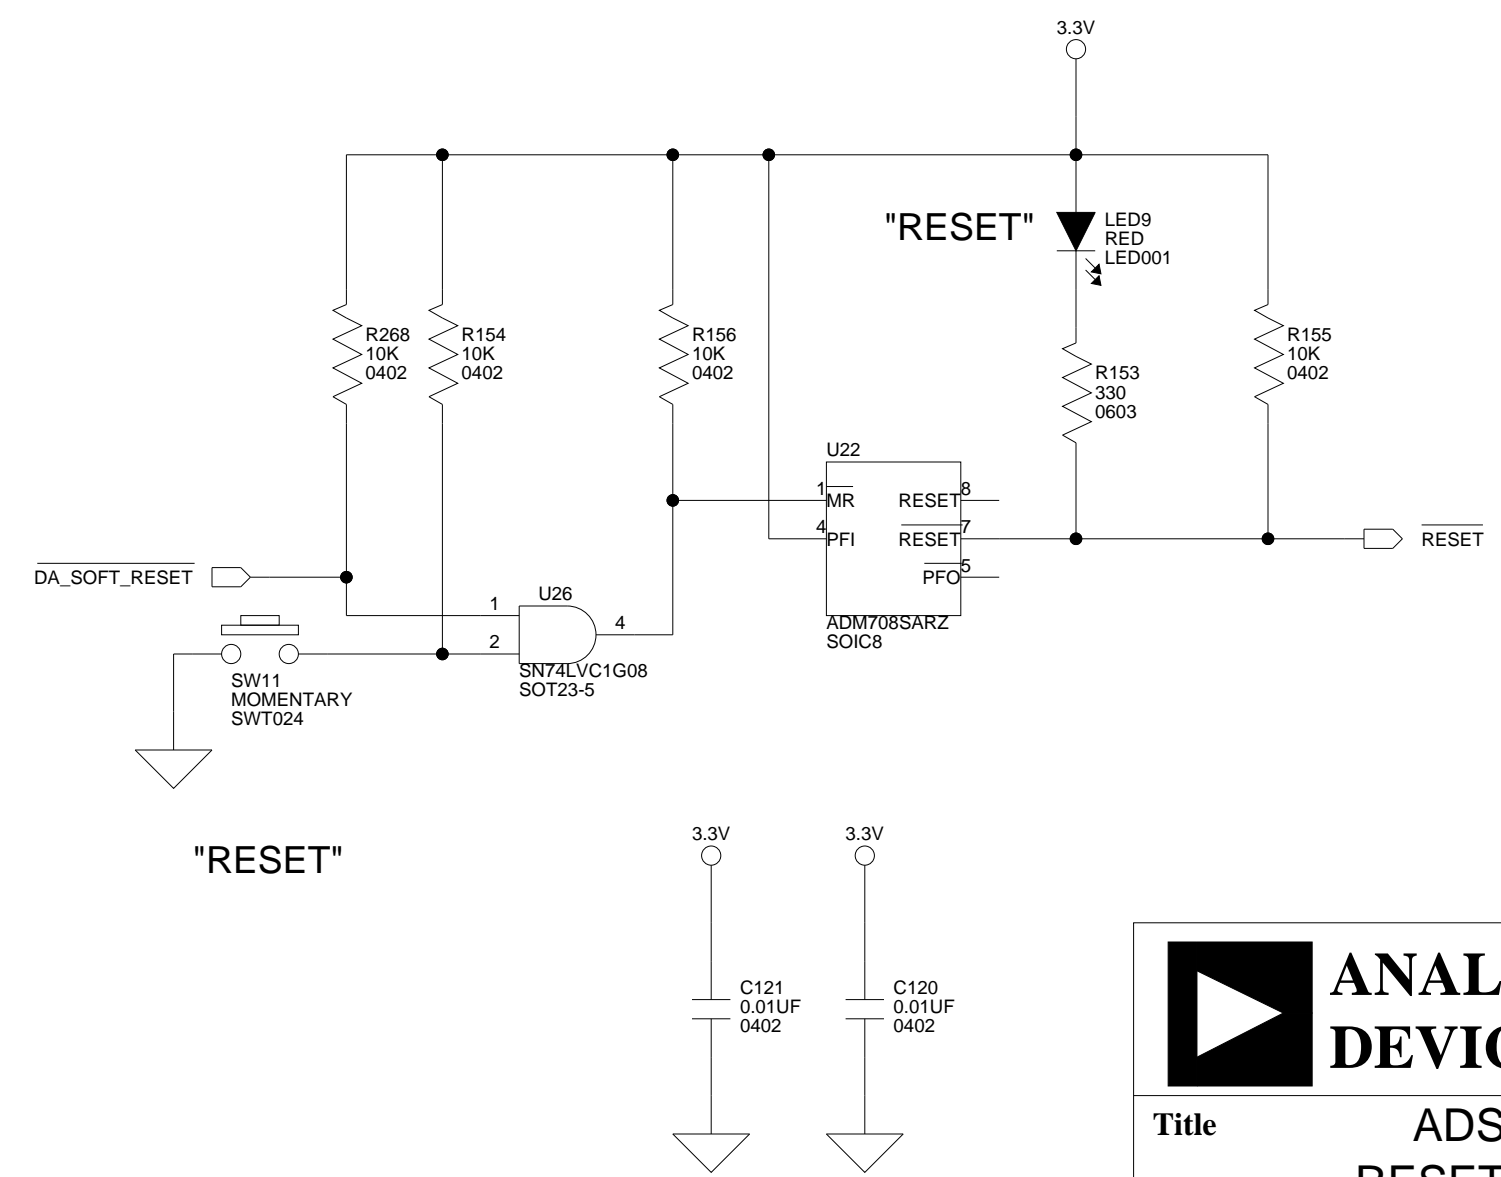 3.3V
"RESET"
LED9
RED
LED001
R268
10K
0402
R154
10K
0402
R156
10K
0402
R155
10K
0402
R153
330
0603
U22
1
MR
8
RESET
4
PFI
7
RESET
5
PFO
ADM708SARZ
SOIC8
RESET
DA_SOFT_RESET
U26
1
2
4
SN74LVC1G08
SOT23-5
SW11
MOMENTARY
SWT024
"RESET"
3.3V
3.3V
C121
0.01UF
0402
C120
0.01UF
0402
ANAL
DEVIC
Title
ADS
RESET